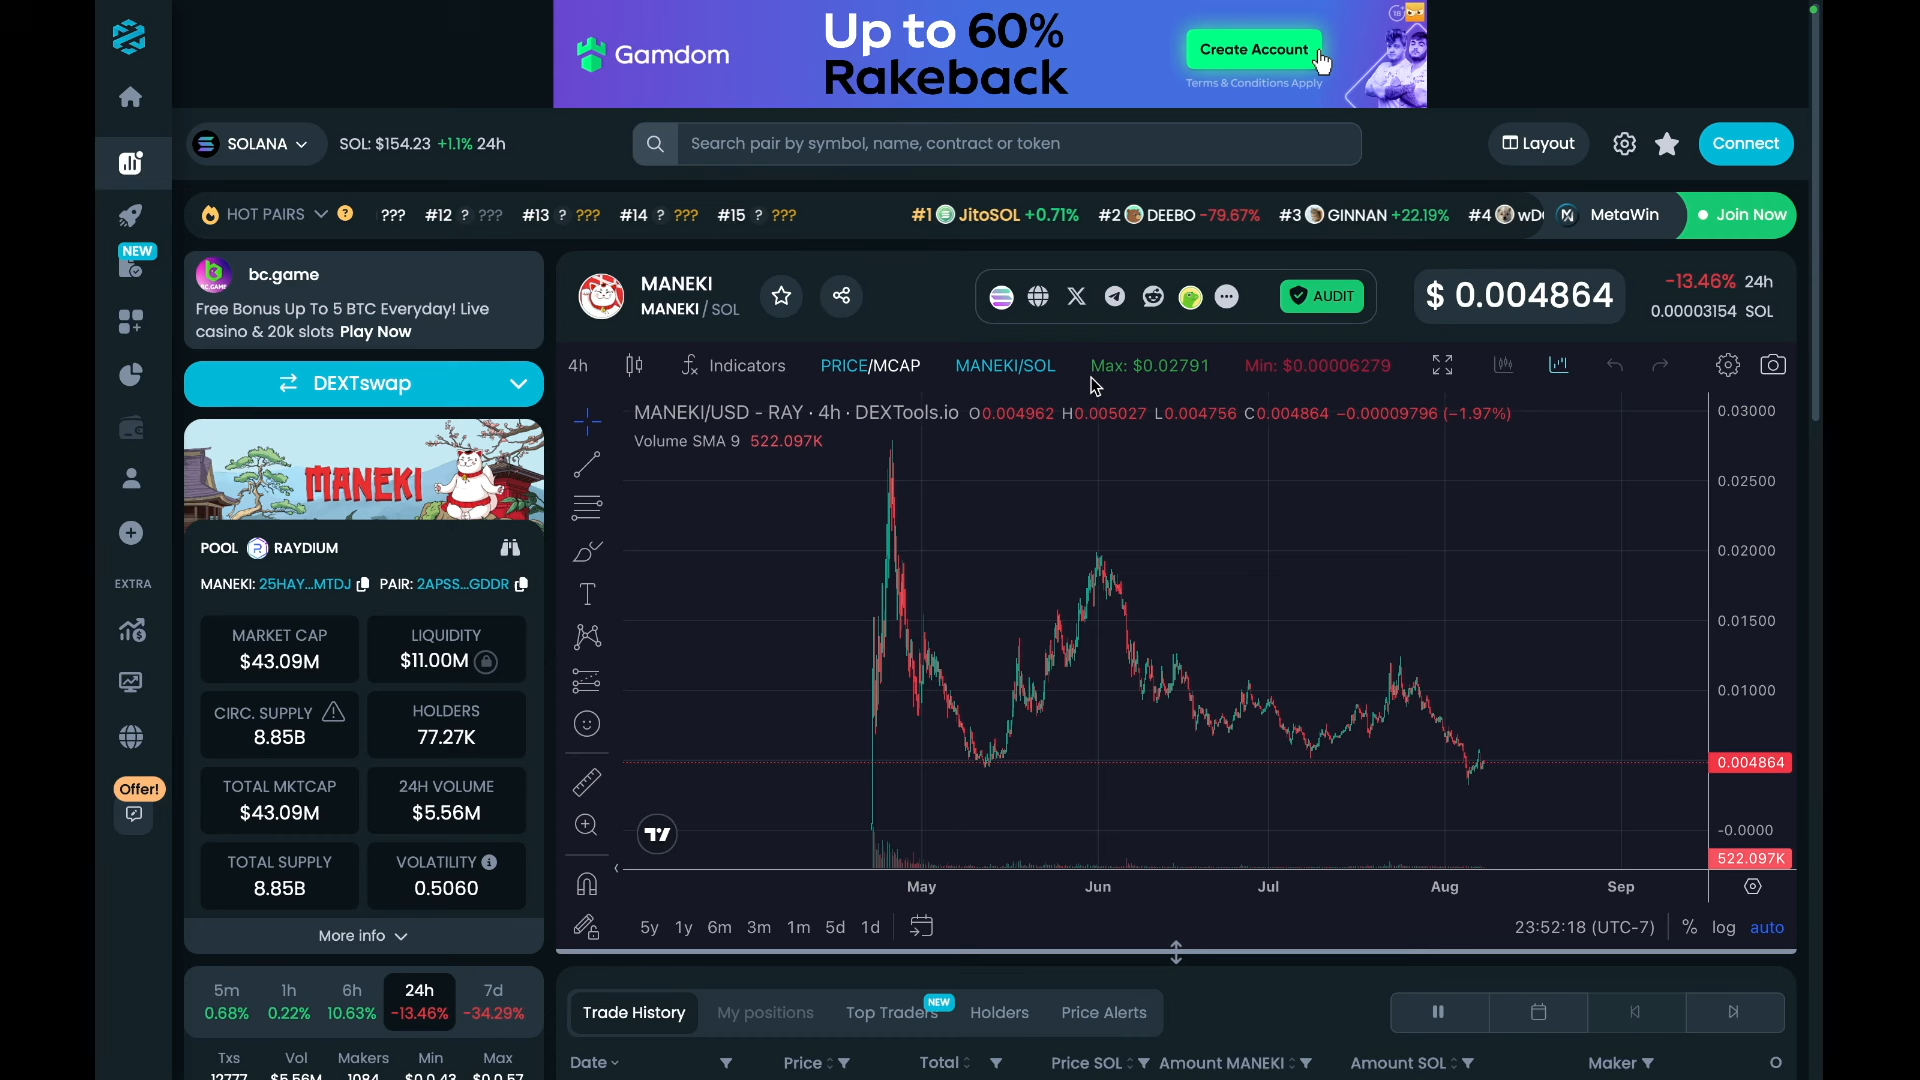 Gamdom
Up to 60%
Rakeback
Create Account
Terms & Conditions Apply
18+
SOLANA
SOL: $154.23 +1.1% 24h
Search pair by symbol, name, contract or token
Layout
Connect
HOT PAIRS ? ??? #12 ? ??? #13 ? ??? #14 ? ??? #15 ? ??? #1 JitoSOL +0.71% #2 DEEBO -79.67% #3 GINNAN +22.19% #4 MetaWin Join Now
NEW
bc.game
Free Bonus Up To 5 BTC Everyday! Live
casino & 20k slots Play Now
MANEKI
MANEKI / SOL
AUDIT
$ 0.004864
-13.46% 24h
0.00003154 SOL
DEXTswap
4h Indicators PRICE/MCAP MANEKI/SOL Max: $0.02791 Min: $0.00006279
MANEKI/USD - RAY · 4h · DEXTools.io O0.004962 H0.005027 L0.004756 C0.004864 −0.00009796 (−1.97%)
Volume SMA 9 522.097K
MANEKI
POOL RAYDIUM
MANEKI: 25HAY...MTDJ PAIR: 2APSS...GDDR
EXTRA
MARKET CAP
$43.09M
LIQUIDITY
$11.00M
CIRC. SUPPLY
8.85B
HOLDERS
77.27K
TOTAL MKTCAP
$43.09M
24H VOLUME
$5.56M
TOTAL SUPPLY
8.85B
VOLATILITY
0.5060
More info
Offer!
0.03000
0.02500
0.02000
0.01500
0.01000
0.004864
-0.0000
522.097K
May Jun Jul Aug Sep
5y 1y 6m 3m 1m 5d 1d
23:52:18 (UTC-7) % log auto
5m 1h 6h 24h 7d
0.68% 0.22% 10.63% -13.46% -34.29%
Txs Vol Makers Min Max
12777 $5.56M 1084
Trade History My positions Top Traders NEW Holders Price Alerts
Date Price Total Price SOL Amount MANEKI Amount SOL Maker O